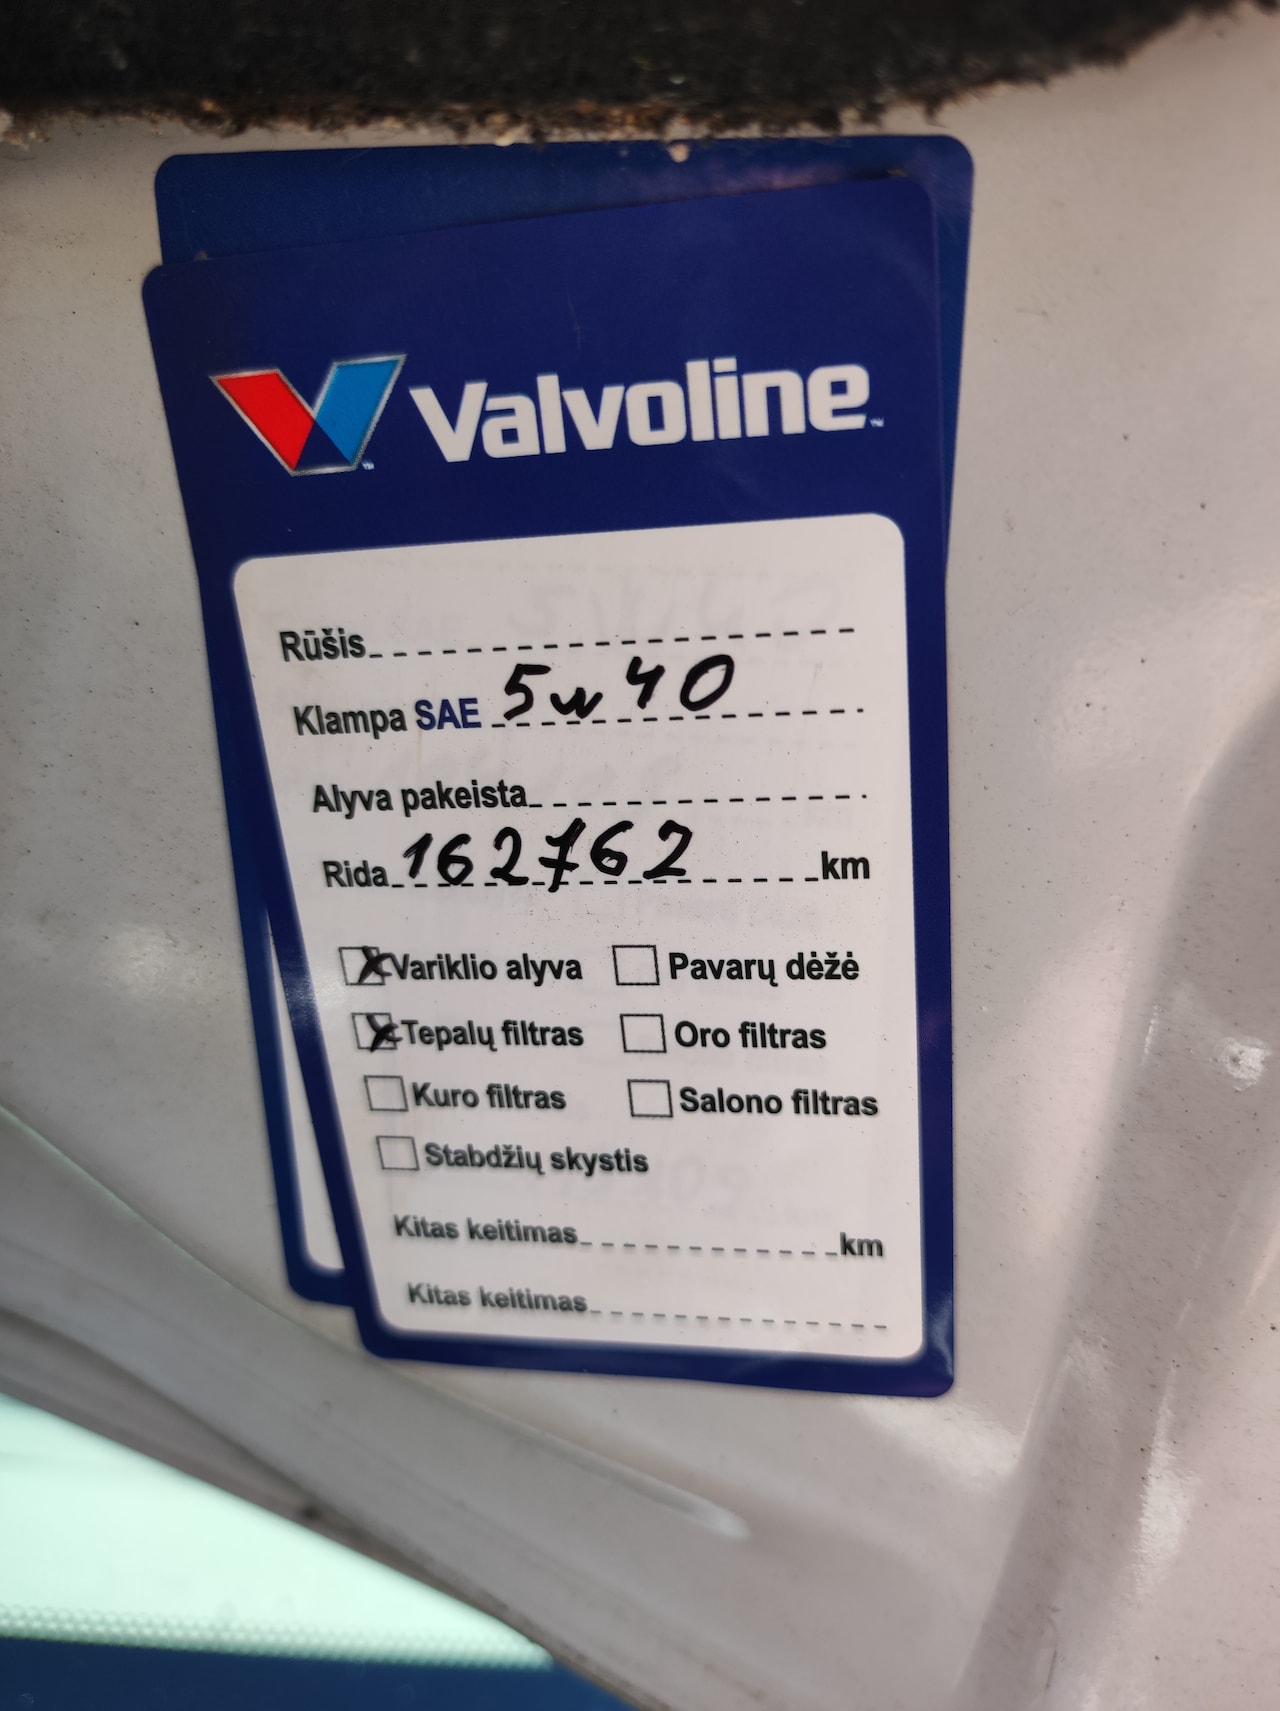 Valvoline™
Rūšis
Klampa SAE 5w40
Alyva pakeista
Rida 162762 km
Variklio alyva Pavarų dėžė
Tepalų filtras Oro filtras
Kuro filtras Salono filtras
Stabdžių skystis
Kitas keitimas km
Kitas keitimas